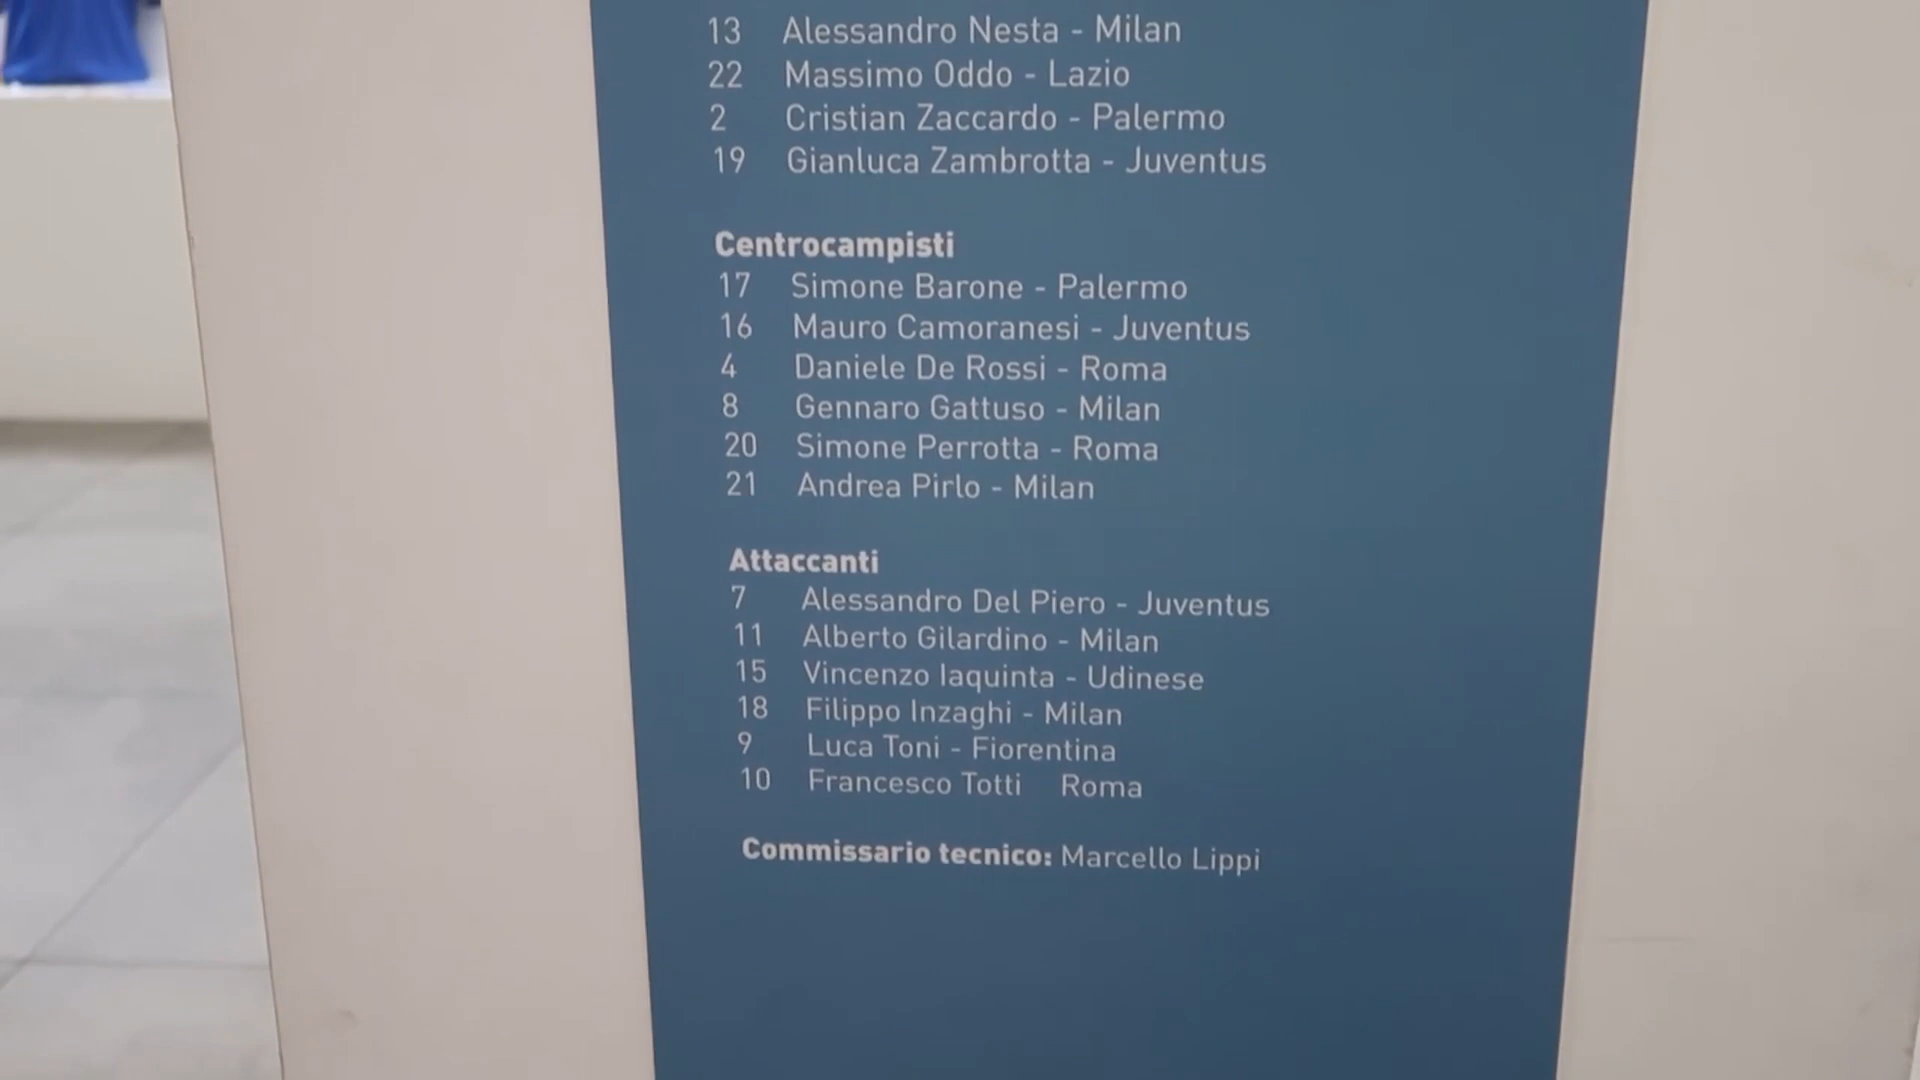 13 Alessandro Nesta - Milan
22 Massimo Oddo - Lazio
2 Cristian Zaccardo - Palermo
19 Gianluca Zambrotta - Juventus
Centrocampisti
17 Simone Barone - Palermo
16 Mauro Camoranesi - Juventus
4 Daniele De Rossi - Roma
8 Gennaro Gattuso - Milan
20 Simone Perrotta - Roma
21 Andrea Pirlo - Milan
Attaccanti
7 Alessandro Del Piero - Juventus
11 Alberto Gilardino - Milan
15 Vincenzo Iaquinta - Udinese
18 Filippo Inzaghi - Milan
9 Luca Toni - Fiorentina
10 Francesco Totti Roma
Commissario tecnico: Marcello Lippi